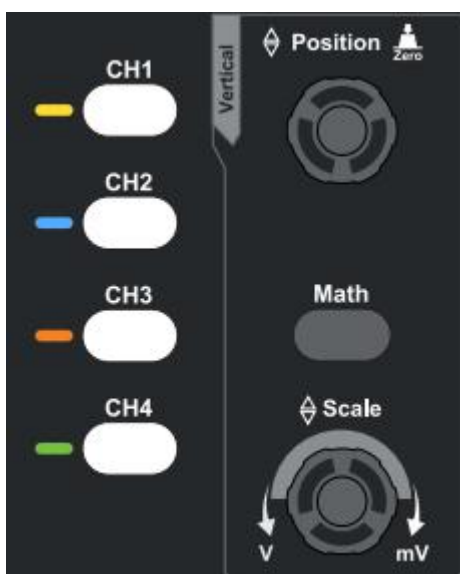 CH1
CH2
CH3
CH4
Vertical
Position
Zero
Math
Scale
V
mV